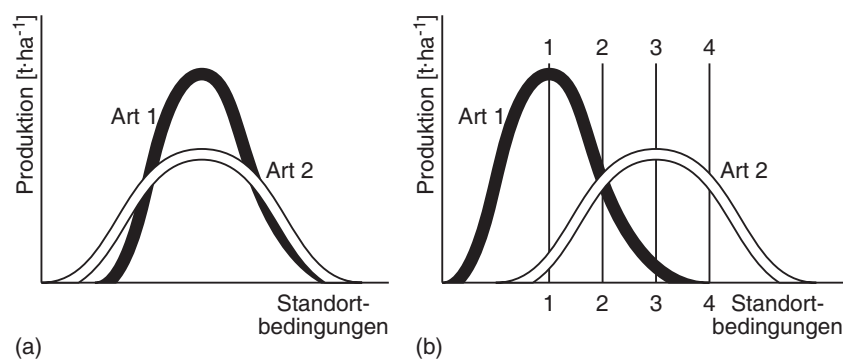 Produktion [t·ha⁻¹]
Art 1
Art 2
Standort-
bedingungen
(a)
Produktion [t·ha⁻¹]
1 2 3 4
Art 1
Art 2
1 2 3 4 Standort-
bedingungen
(b)